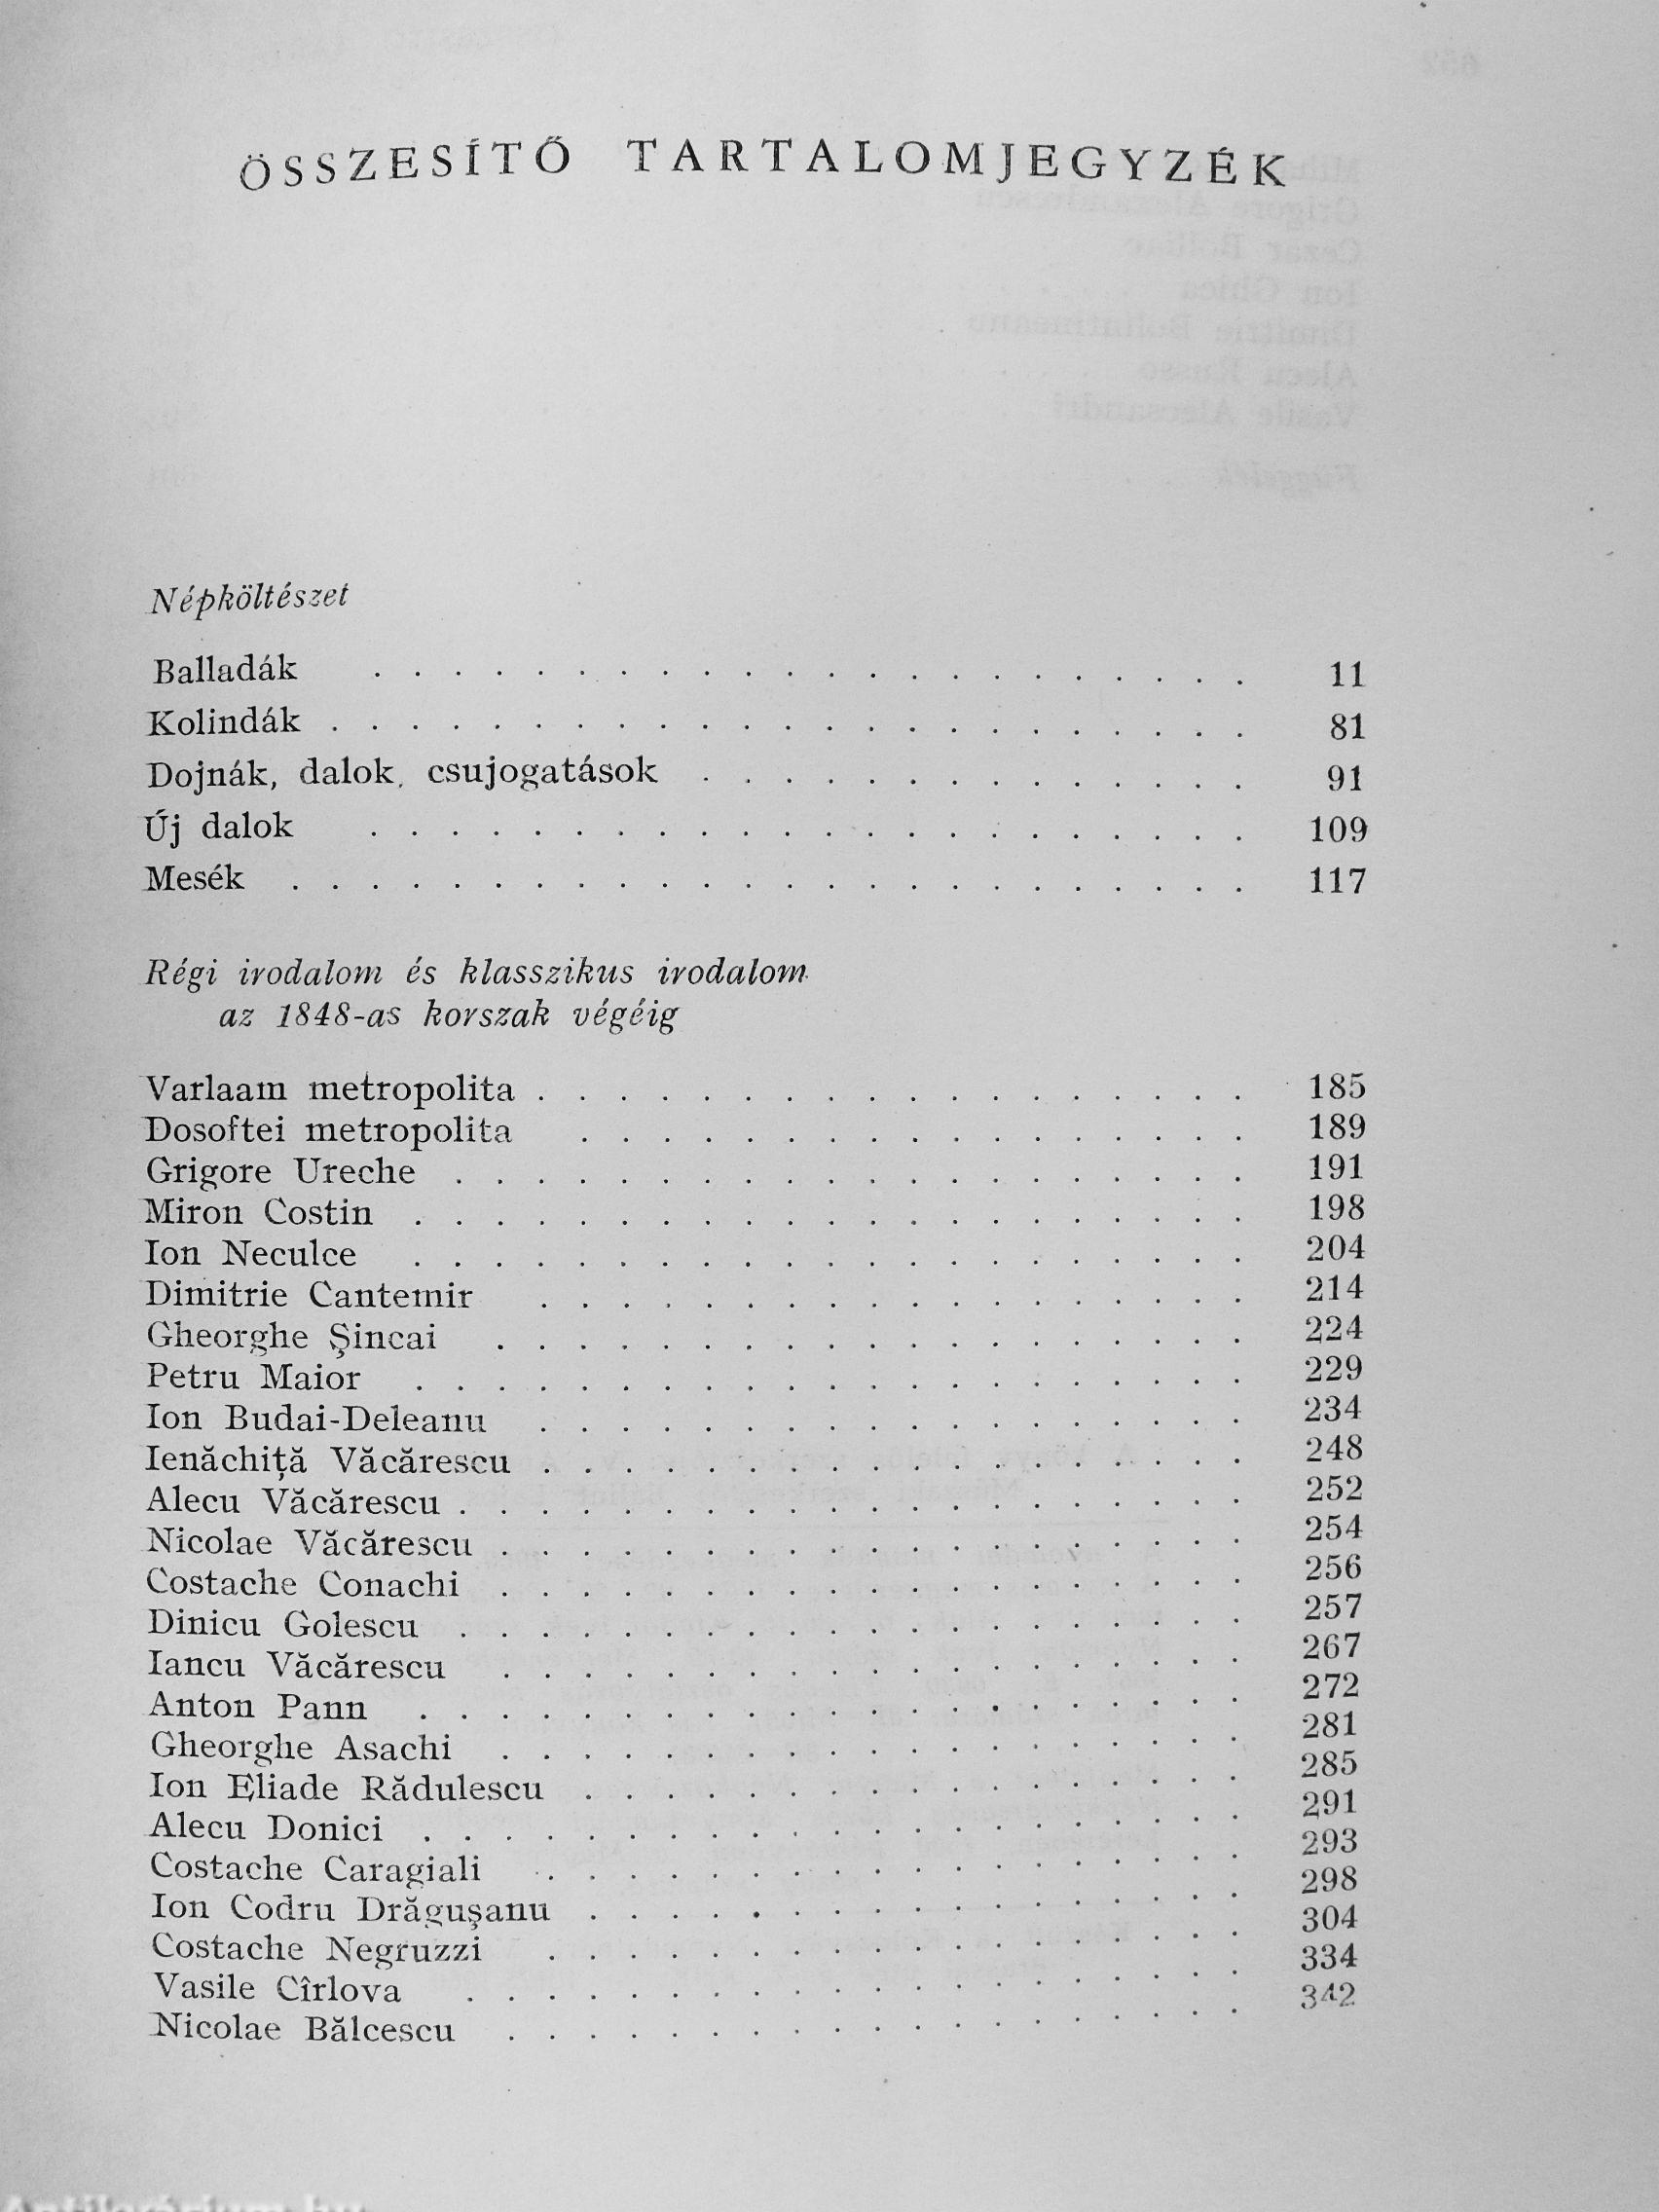 ÖSSZESÍTŐ TARTALOMJEGYZÉK
Népköltészet
Balladák . . . . . . . . . . . . . . . . . . . . . . 11
Kolindák . . . . . . . . . . . . . . . . . . . . . . . 81
Dojnák, dalok, csujogatások . . . . . . . . . . . . . . 91
Új dalok . . . . . . . . . . . . . . . . . . . . . . 109
Mesék . . . . . . . . . . . . . . . . . . . . . . . . 117
Régi irodalom és klasszikus irodalom
az 1848-as korszak végéig
Varlaam metropolita . . . . . . . . . . . . . . . . . . 185
Dosoftei metropolita . . . . . . . . . . . . . . . . . 189
Grigore Ureche . . . . . . . . . . . . . . . . . . . . 191
Miron Costin . . . . . . . . . . . . . . . . . . . . . 198
Ion Neculce . . . . . . . . . . . . . . . . . . . . . 204
Dimitrie Cantemir . . . . . . . . . . . . . . . . . . 214
Gheorghe Şincai . . . . . . . . . . . . . . . . . . . 224
Petru Maior . . . . . . . . . . . . . . . . . . . . . 229
Ion Budai-Deleanu . . . . . . . . . . . . . . . . . . 234
Ienăchiţă Văcărescu . . . . . . . . . . . . . . . . . . 248
Alecu Văcărescu . . . . . . . . . . . . . . . . . . . . 252
Nicolae Văcărescu . . . . . . . . . . . . . . . . . . . 254
Costache Conachi . . . . . . . . . . . . . . . . . . . 256
Dinicu Golescu . . . . . . . . . . . . . . . . . . . . 257
Iancu Văcărescu . . . . . . . . . . . . . . . . . . . 267
Anton Pann . . . . . . . . . . . . . . . . . . . . . 272
Gheorghe Asachi . . . . . . . . . . . . . . . . . . . 281
Ion Eliade Rădulescu . . . . . . . . . . . . . . . . . 285
Alecu Donici . . . . . . . . . . . . . . . . . . . . . 291
Costache Caragiali . . . . . . . . . . . . . . . . . . 293
Ion Codru Drăguşanu . . . . . . . . . . . . . . . . . 298
Costache Negruzzi . . . . . . . . . . . . . . . . . . 304
Vasile Cîrlova . . . . . . . . . . . . . . . . . . . . 334
Nicolae Bălcescu . . . . . . . . . . . . . . . . . . . 342